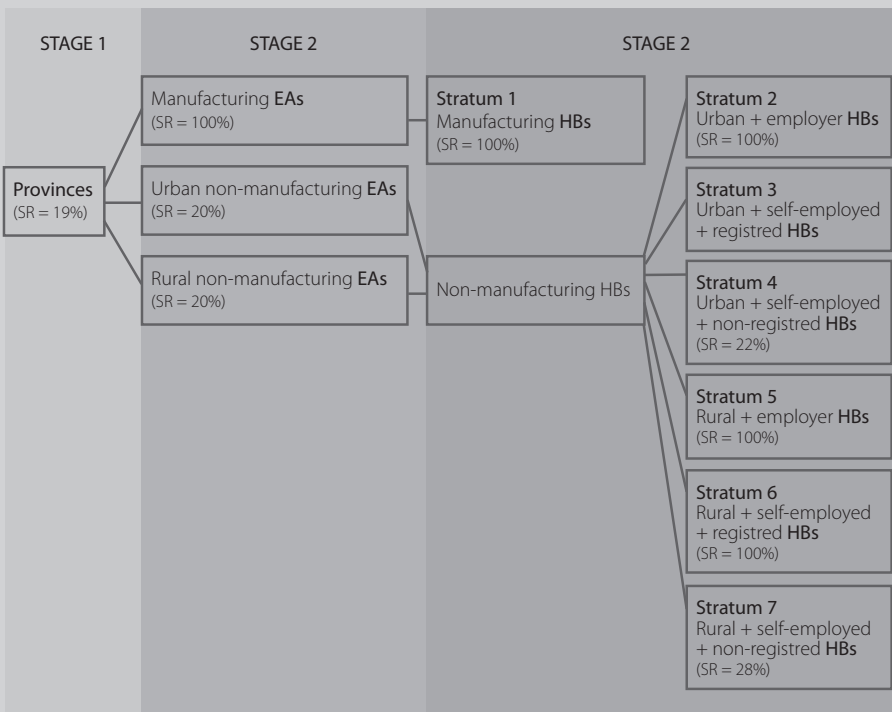 STAGE 1
STAGE 2
STAGE 2
Provinces
(SR = 19%)
Manufacturing EAs
(SR = 100%)
Urban non-manufacturing EAs
(SR = 20%)
Rural non-manufacturing EAs
(SR = 20%)
Stratum 1
Manufacturing HBs
(SR = 100%)
Non-manufacturing HBs
Stratum 2
Urban + employer HBs
(SR = 100%)
Stratum 3
Urban + self-employed
+ registred HBs
Stratum 4
Urban + self-employed
+ non-registred HBs
(SR = 22%)
Stratum 5
Rural + employer HBs
(SR = 100%)
Stratum 6
Rural + self-employed
+ registred HBs
(SR = 100%)
Stratum 7
Rural + self-employed
+ non-registred HBs
(SR = 28%)